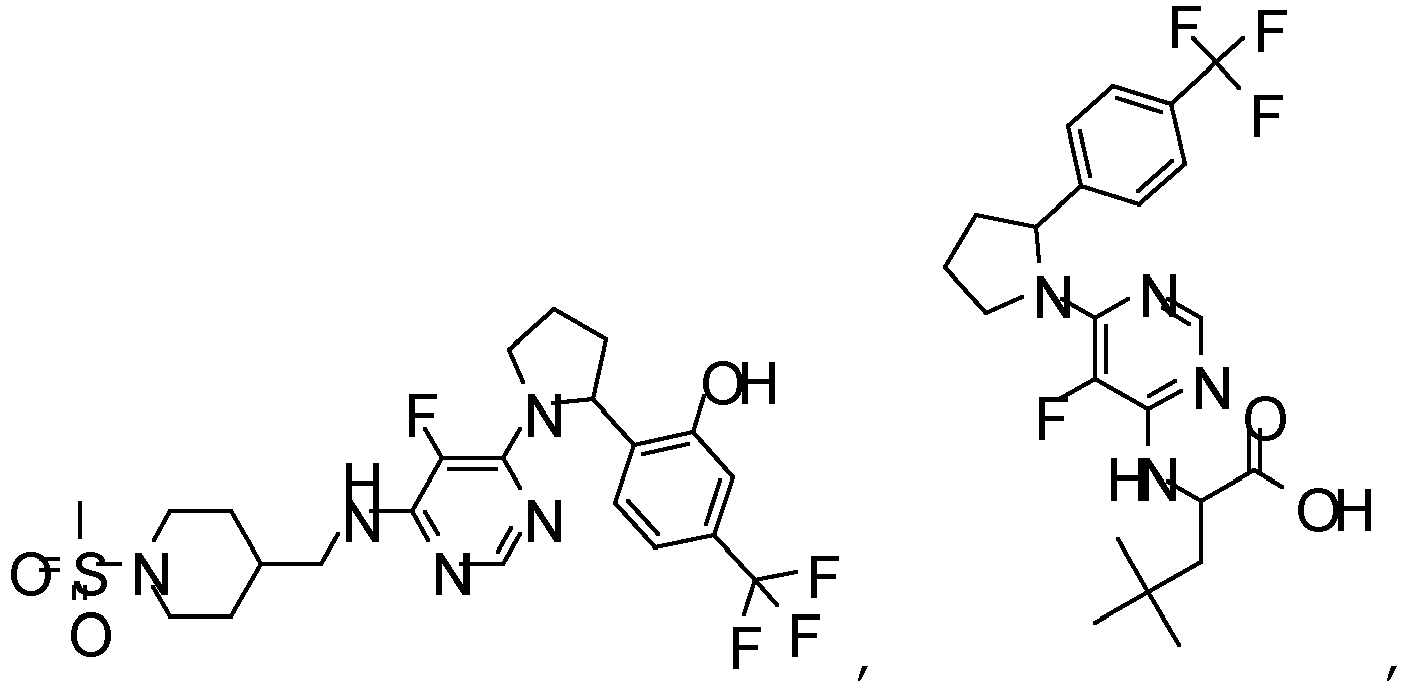 F F
F
N N
OH
F N N
F O
H HN
N N OH
O S N N
F
O F F
, ,